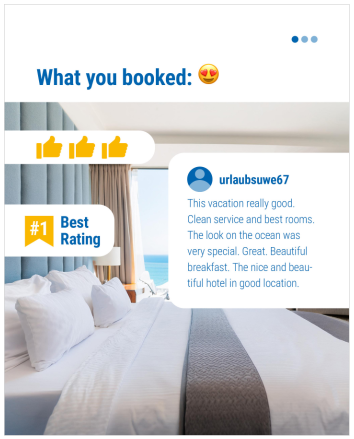 What you booked: 😍
#1 Best
Rating
urlaubsuwe67
This vacation really good.
Clean service and best rooms.
The look on the ocean was
very special. Great. Beautiful
breakfast. The nice and beau-
tiful hotel in good location.